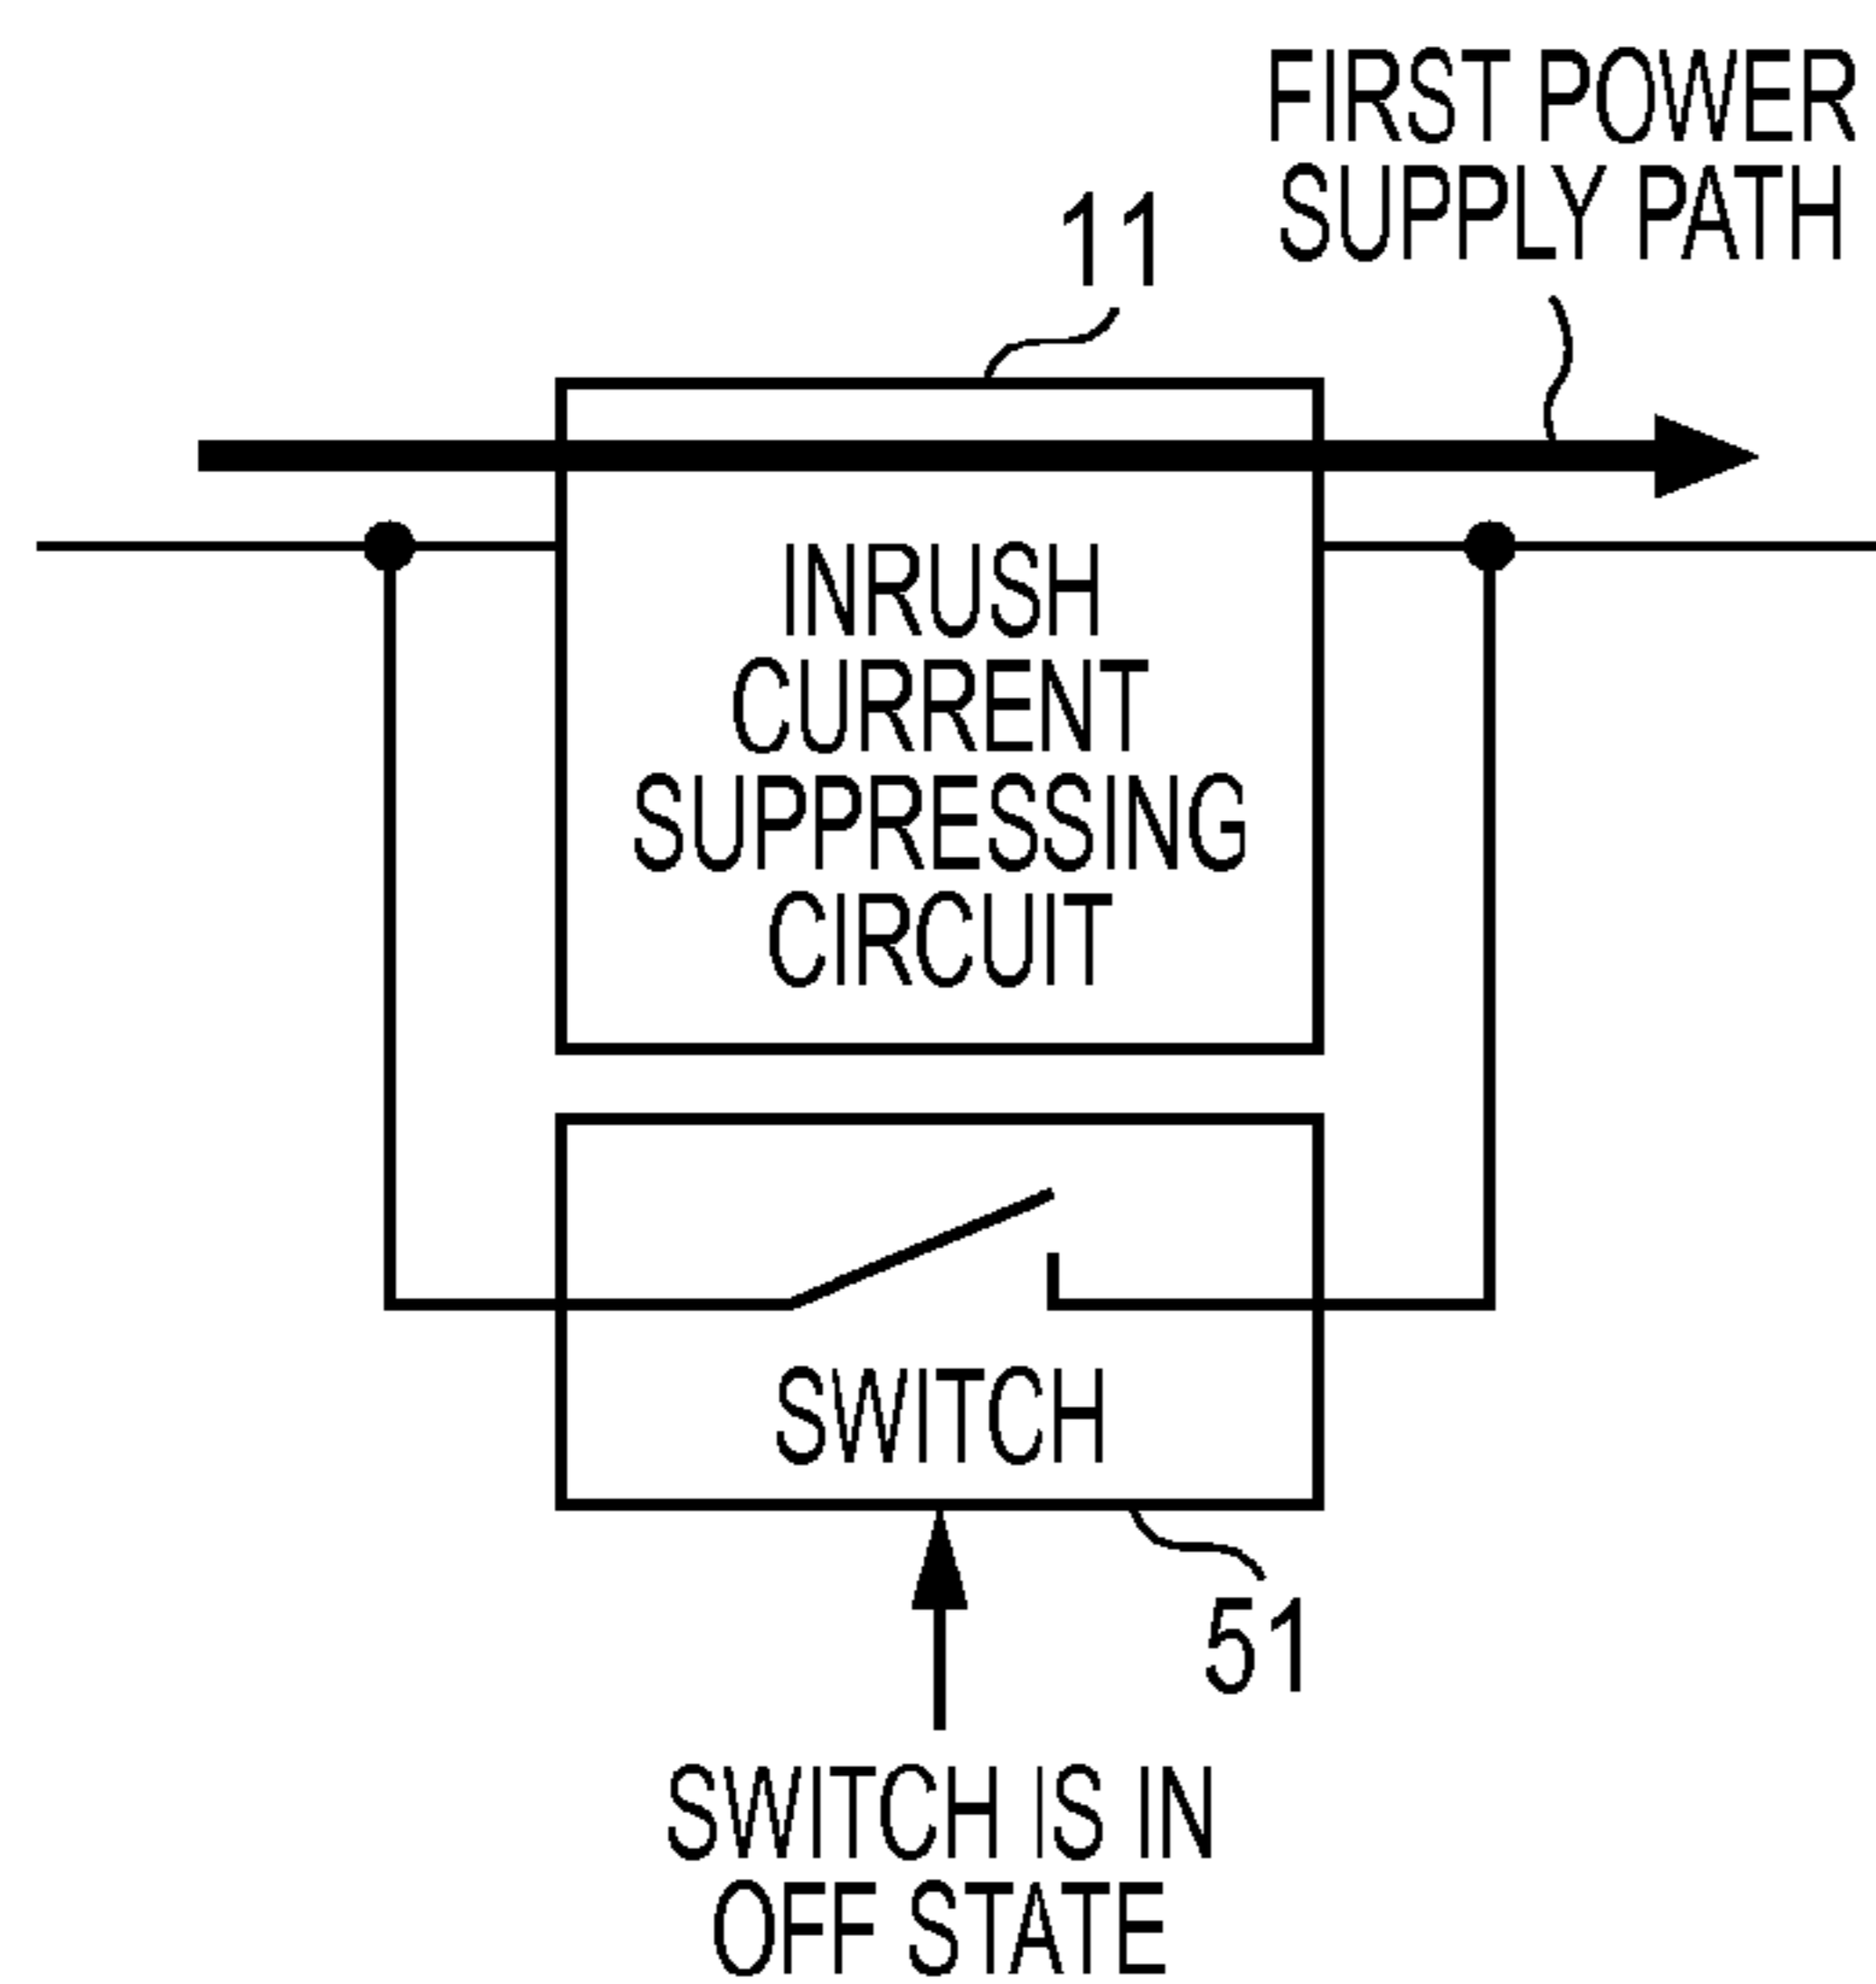 FIRST POWER
SUPPLY PATH
11
INRUSH
CURRENT
SUPPRESSING
CIRCUIT
SWITCH
51
SWITCH IS IN
OFF STATE